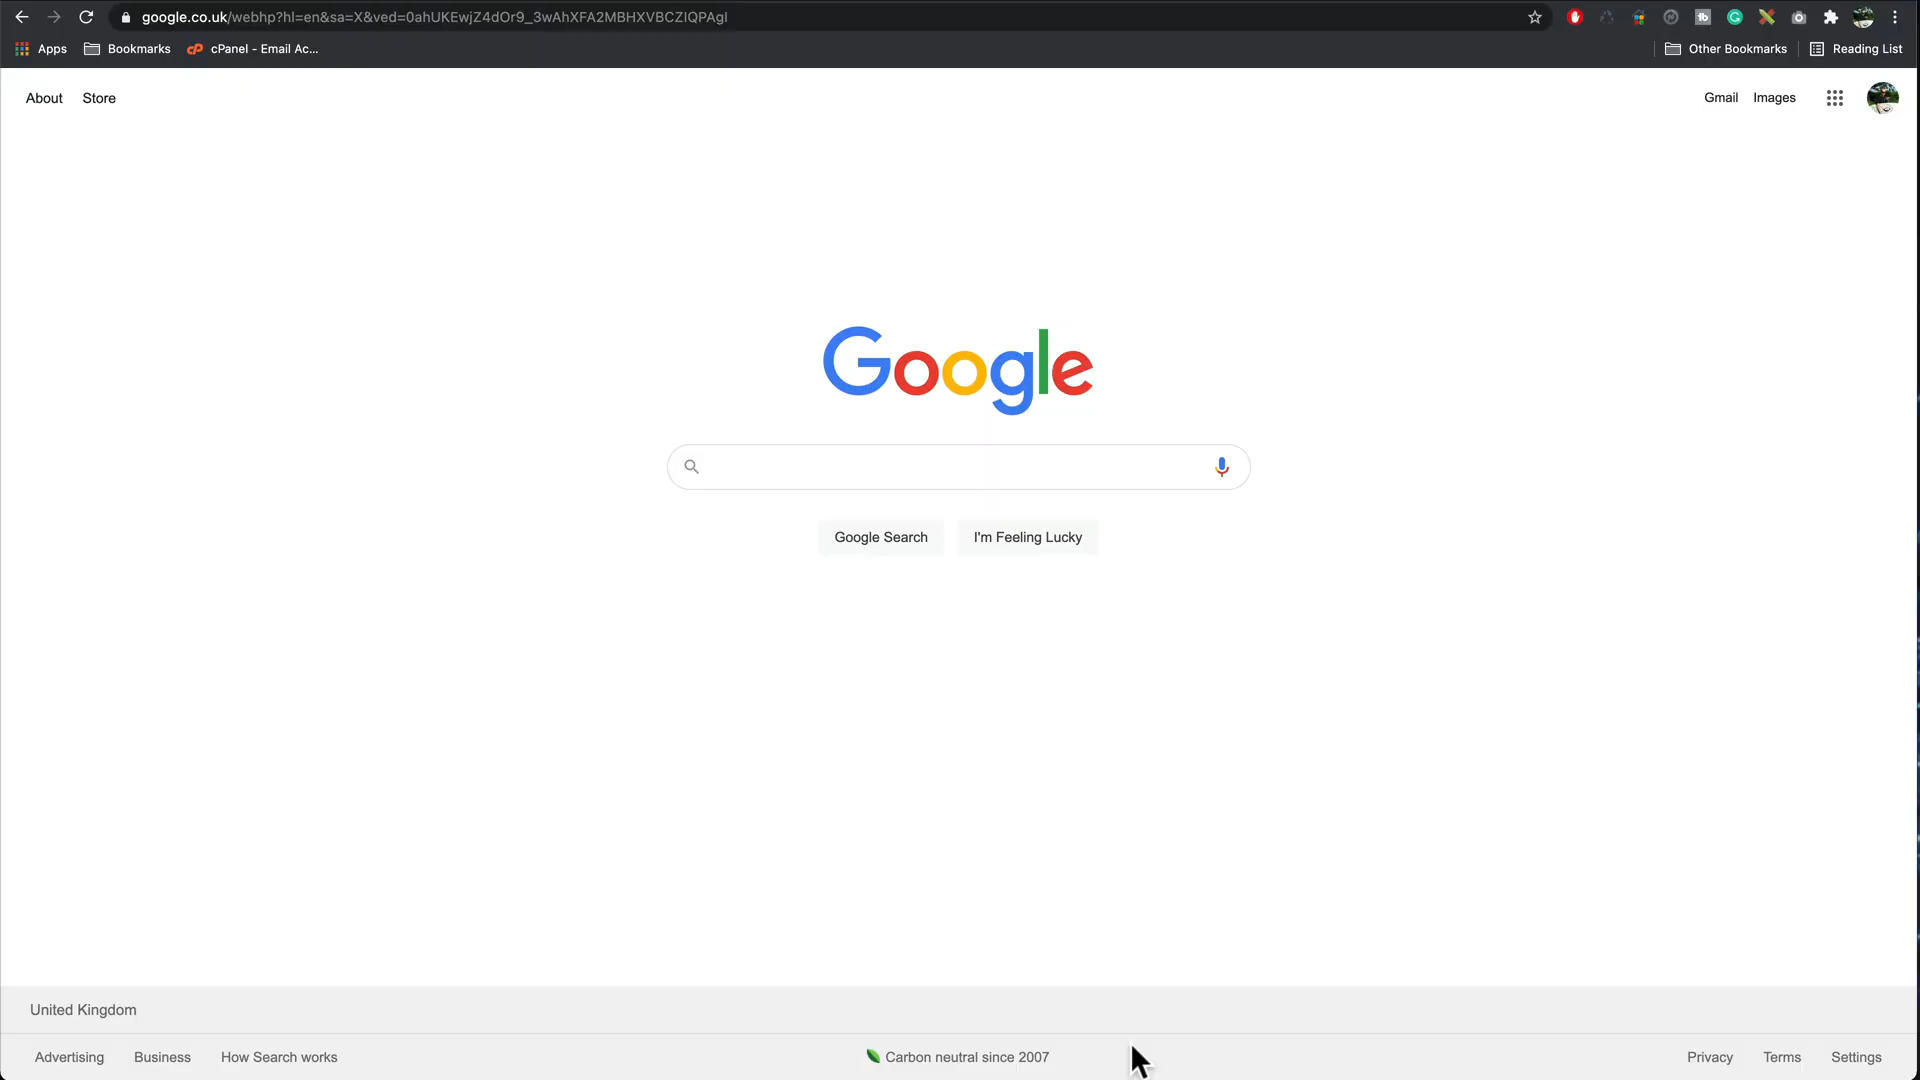 google.co.uk/webhp?hl=en&sa=X&ved=0ahUKEwjZ4dOr9_3wAhXFA2MBHXVBCZIQPAgI
Apps Bookmarks cP cPanel - Email Ac... Other Bookmarks Reading List
About Store Gmail Images
Google
Google Search I'm Feeling Lucky
United Kingdom
Advertising Business How Search works Carbon neutral since 2007 Privacy Terms Settings